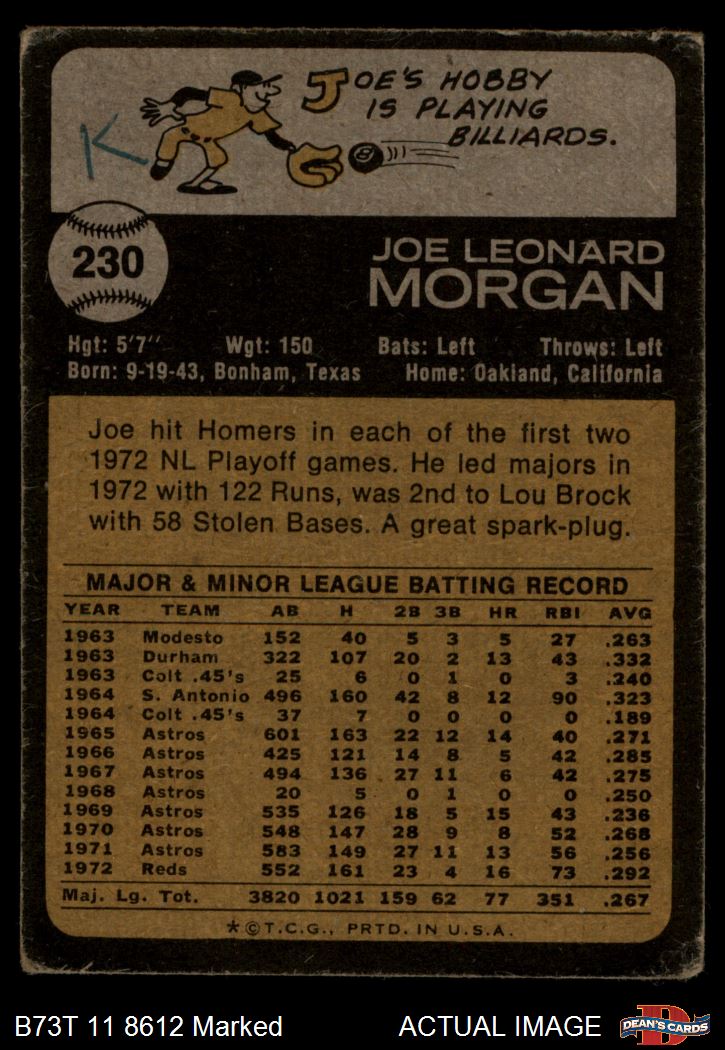 JOE'S HOBBY
IS PLAYING
BILLIARDS.
8
K
230
JOE LEONARD
MORGAN
Hgt: 5'7" Wgt: 150 Bats: Left Throws: Left
Born: 9-19-43, Bonham, Texas Home: Oakland, California
Joe hit Homers in each of the first two
1972 NL Playoff games. He led majors in
1972 with 122 Runs, was 2nd to Lou Brock
with 58 Stolen Bases. A great spark-plug.
MAJOR & MINOR LEAGUE BATTING RECORD
YEAR TEAM AB H 2B 3B HR RBI AVG
1963 Modesto 152 40 5 3 5 27 .263
1963 Durham 322 107 20 2 13 43 .332
1963 Colt .45's 25 6 0 1 0 3 .240
1964 S. Antonio 496 160 42 8 12 90 .323
1964 Colt .45's 37 7 0 0 0 0 .189
1965 Astros 601 163 22 12 14 40 .271
1966 Astros 425 121 14 8 5 42 .285
1967 Astros 494 136 27 11 6 42 .275
1968 Astros 20 5 0 1 0 0 .250
1969 Astros 535 126 18 5 15 43 .236
1970 Astros 548 147 28 9 8 52 .268
1971 Astros 583 149 27 11 13 56 .256
1972 Reds 552 161 23 4 16 73 .292
Maj. Lg. Tot. 3820 1021 159 62 77 351 .267
*©T.C.G., PRTD. IN U.S.A.
B73T 11 8612 Marked ACTUAL IMAGE
D
DEAN'S CARDS